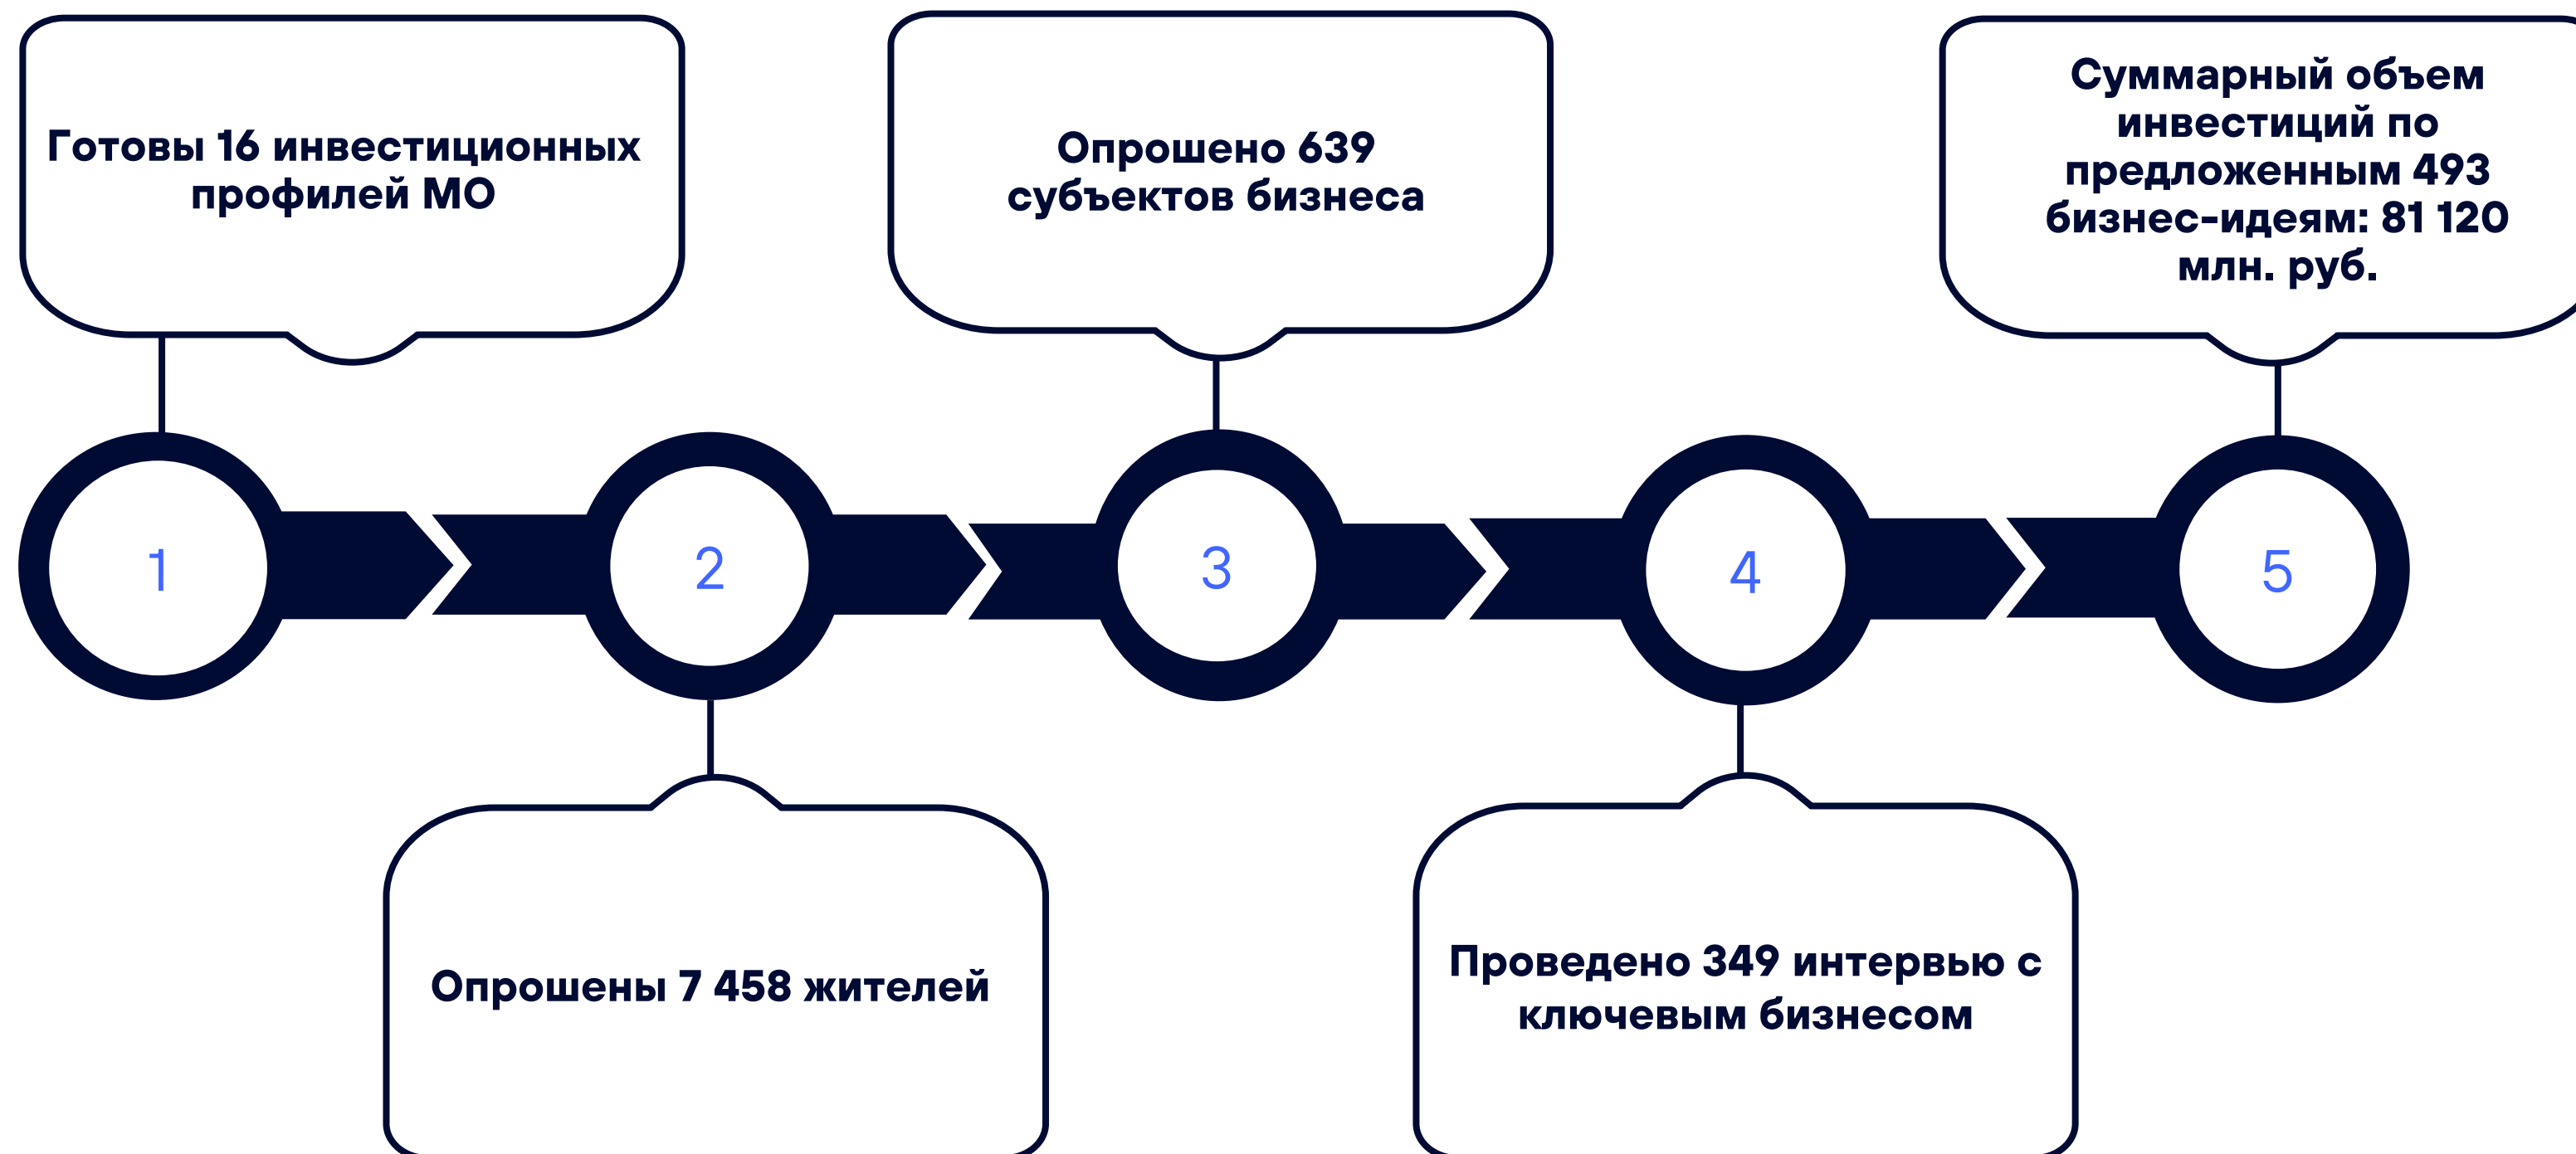 Готовы 16 инвестиционных
профилей МО
Опрошено 639
субъектов бизнеса
Суммарный объем
инвестиций по
предложенным 493
бизнес-идеям: 81 120
млн. руб.
1
2
3
4
5
Опрошены 7 458 жителей
Проведено 349 интервью с
ключевым бизнесом